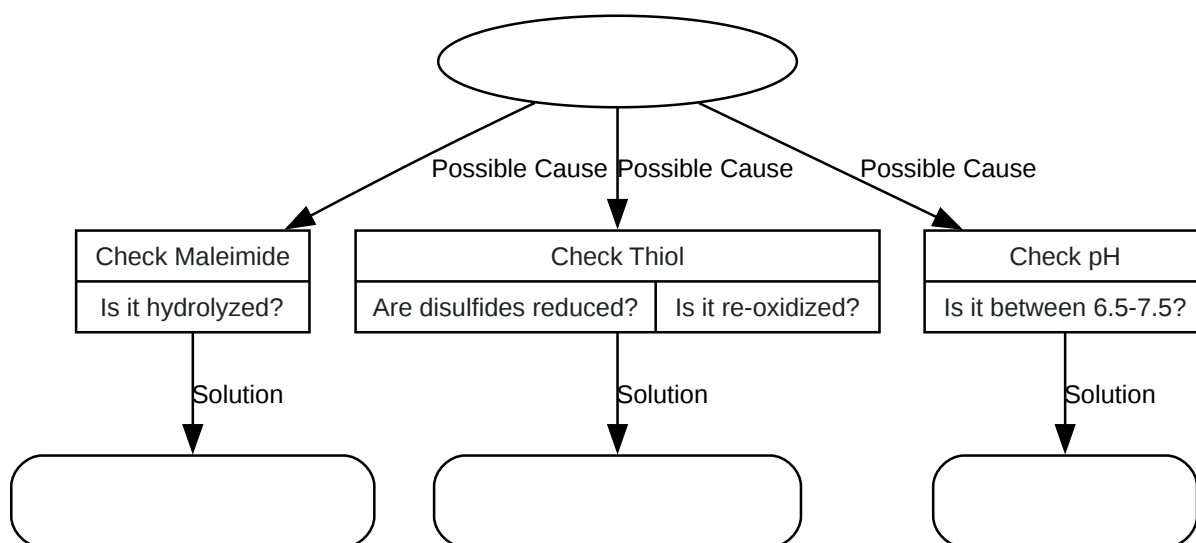 Possible Cause
Possible Cause
Possible Cause
Check Maleimide
Is it hydrolyzed?
Check Thiol
Are disulfides reduced?
Is it re-oxidized?
Check pH
Is it between 6.5-7.5?
Solution
Solution
Solution